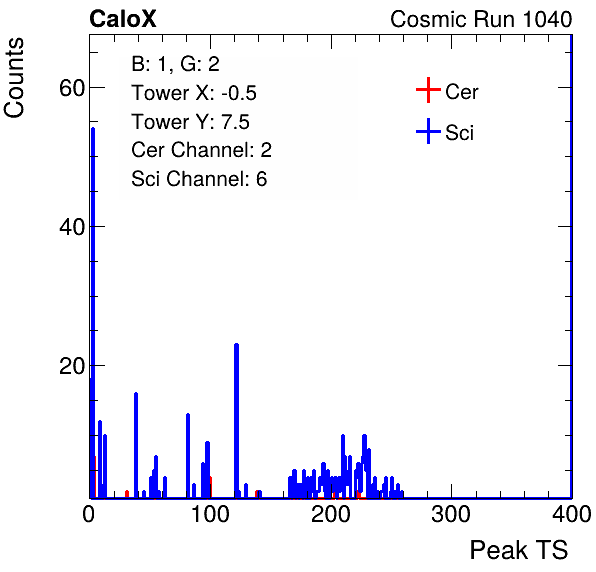 CaloX
Cosmic Run 1040
Counts
B: 1, G: 2
Tower X: -0.5
Tower Y: 7.5
Cer Channel: 2
Sci Channel: 6
Cer
Sci
60
40
20
0
100
200
300
400
Peak TS